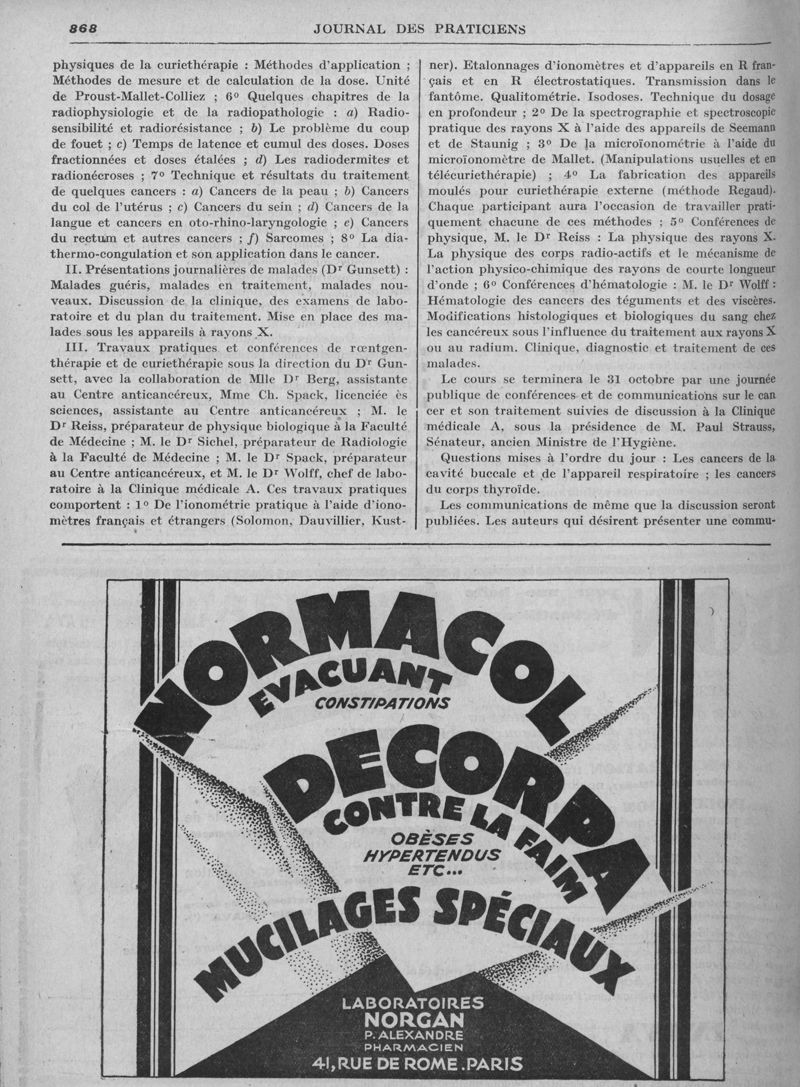 868
JOURNAL DES PRATICIENS
physiques de la curiethérapie : Méthodes d'application ;
Méthodes de mesure et de calculation de la dose. Unité
de Proust-Mallet-Colliez ; 6º Quelques chapitres de la
radiophysiologie et de la radiopathologie : a) Radio-
sensibilité et radiorésistance ; b) Le problème du coup
de fouet ; c) Temps de latence et cumul des doses. Doses
fractionnées et doses étalées ; d) Les radiodermites et
radionécroses ; 7º Technique et résultats du traitement
de quelques cancers : a) Cancers de la peau ; b) Cancers
du col de l'utérus ; c) Cancers du sein ; d) Cancers de la
langue et cancers en oto-rhino-laryngologie ; e) Cancers
du rectum et autres cancers ; f) Sarcomes ; 8º La dia-
thermo-congulation et son application dans le cancer.
II. Présentations journalières de malades (Dr Gunsett) :
Malades guéris, malades en traitement, malades nou-
veaux. Discussion de la clinique, des examens de labo-
ratoire et du plan du traitement. Mise en place des ma-
lades sous les appareils à rayons X.
III. Travaux pratiques et conférences de rœntgen-
thérapie et de curiethérapie sous la direction du Dr Gun-
sett, avec la collaboration de Mlle Dr Berg, assistante
au Centre anticancéreux, Mme Ch. Spack, licenciée ès
sciences, assistante au Centre anticancéreux ; M. le
Dr Reiss, préparateur de physique biologique à la Faculté
de Médecine ; M. le Dr Sichel, préparateur de Radiologie
à la Faculté de Médecine ; M. le Dr Spack, préparateur
au Centre anticancéreux, et M. le Dr Wolff, chef de labo-
ratoire à la Clinique médicale A. Ces travaux pratiques
comportent : 1º De l'ionométrie pratique à l'aide d'iono-
mètres français et étrangers (Solomon, Dauvillier, Kust-
ner). Etalonnages d'ionomètres et d'appareils en R fran-
çais et en R électrostatiques. Transmission dans le
fantôme. Qualitométrie. Isodoses. Technique du dosage
en profondeur ; 2º De la spectrographie et spectroscopie
pratique des rayons X à l'aide des appareils de Seemann
et de Staunig ; 3º De la microïonométrie à l'aide du
microïonomètre de Mallet. (Manipulations usuelles et en
télécuriethérapie) ; 4º La fabrication des appareils
moulés pour curiethérapie externe (méthode Regaud).
Chaque participant aura l'occasion de travailler prati-
quement chacune de ces méthodes ; 5º Conférences de
physique, M. le Dr Reiss : La physique des rayons X.
La physique des corps radio-actifs et le mécanisme de
l'action physico-chimique des rayons de courte longueur
d'onde ; 6º Conférences d'hématologie : M. le Dr Wolff :
Hématologie des cancers des téguments et des viscères.
Modifications histologiques et biologiques du sang chez
les cancéreux sous l'influence du traitement aux rayons X
ou au radium. Clinique, diagnostic et traitement de ces
malades.
Le cours se terminera le 31 octobre par une journée
publique de conférences et de communications sur le can
cer et son traitement suivies de discussion à la Clinique
médicale A, sous la présidence de M. Paul Strauss,
Sénateur, ancien Ministre de l'Hygiène.
Questions mises à l'ordre du jour : Les cancers de la
cavité buccale et de l'appareil respiratoire ; les cancers
du corps thyroïde.
Les communications de même que la discussion seront
publiées. Les auteurs qui désirent présenter une commu-
NORMACOL
EVACUANT
CONSTIPATIONS
DECORPA
CONTRE LA FAIM
OBÈSES
HYPERTENDUS
ETC...
MUCILAGES SPÉCIAUX
LABORATOIRES
NORGAN
P. ALEXANDRE
PHARMACIEN
41, RUE DE ROME. PARIS